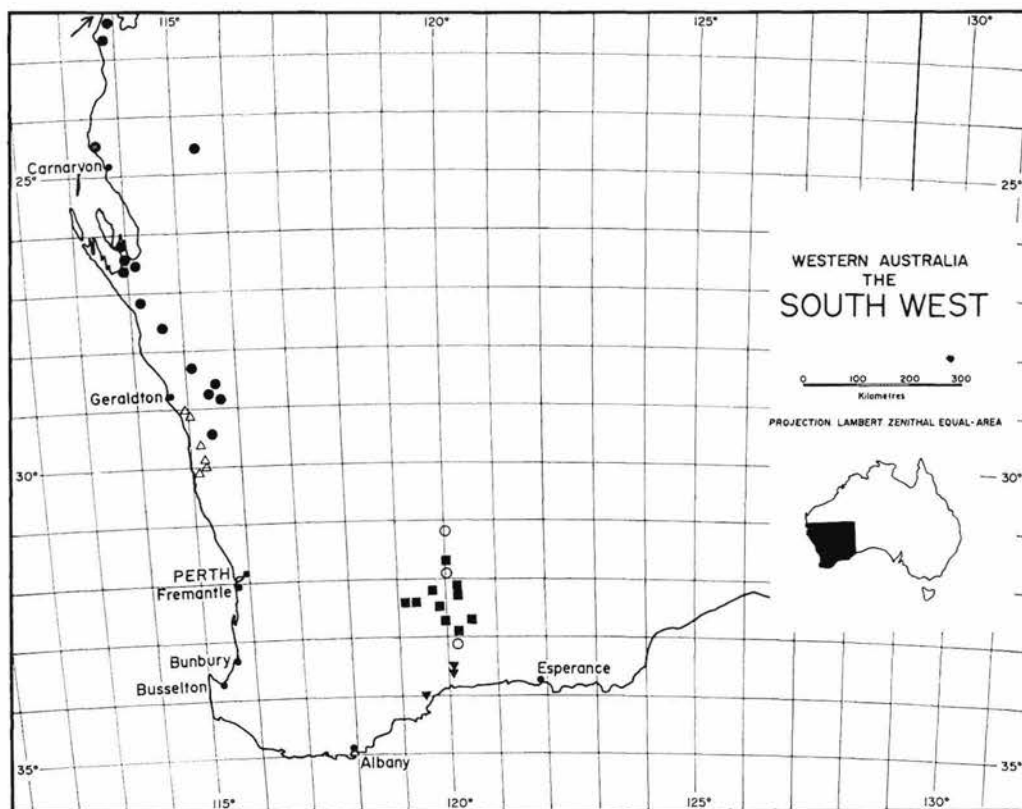 115°
120°
125°
130°
Carnarvon
25°
25°
WESTERN AUSTRALIA
THE
SOUTH WEST
0 100 200 300
Kilometres
PROJECTION LAMBERT ZENITHAL EQUAL-AREA
Geraldton
30°
30°
PERTH
Fremantle
Bunbury
Busselton
Esperance
Albany
35°
35°
115°
120°
125°
130°